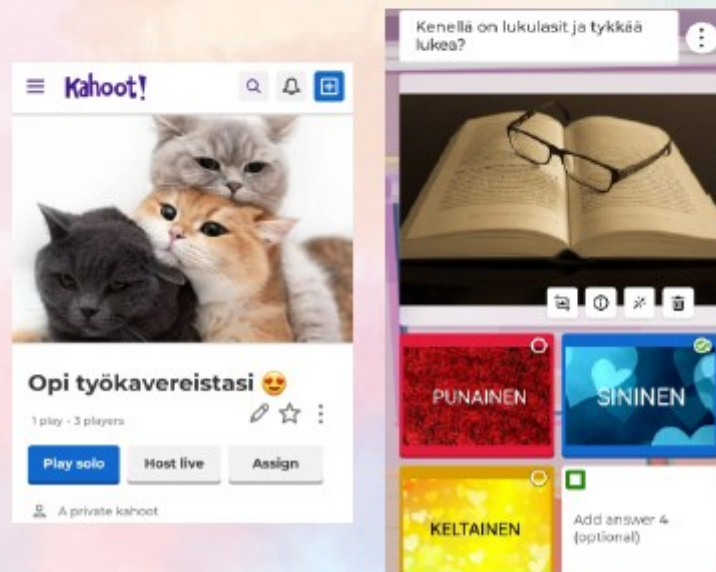 Kahoot!
Opi työkavereistasi 😍
1 play - 3 players
Play solo
Host live
Assign
A private kahoot
Kenellä on lukulasit ja tykkää
lukea?
PUNAINEN
SININEN
KELTAINEN
Add answer 4
(optional)